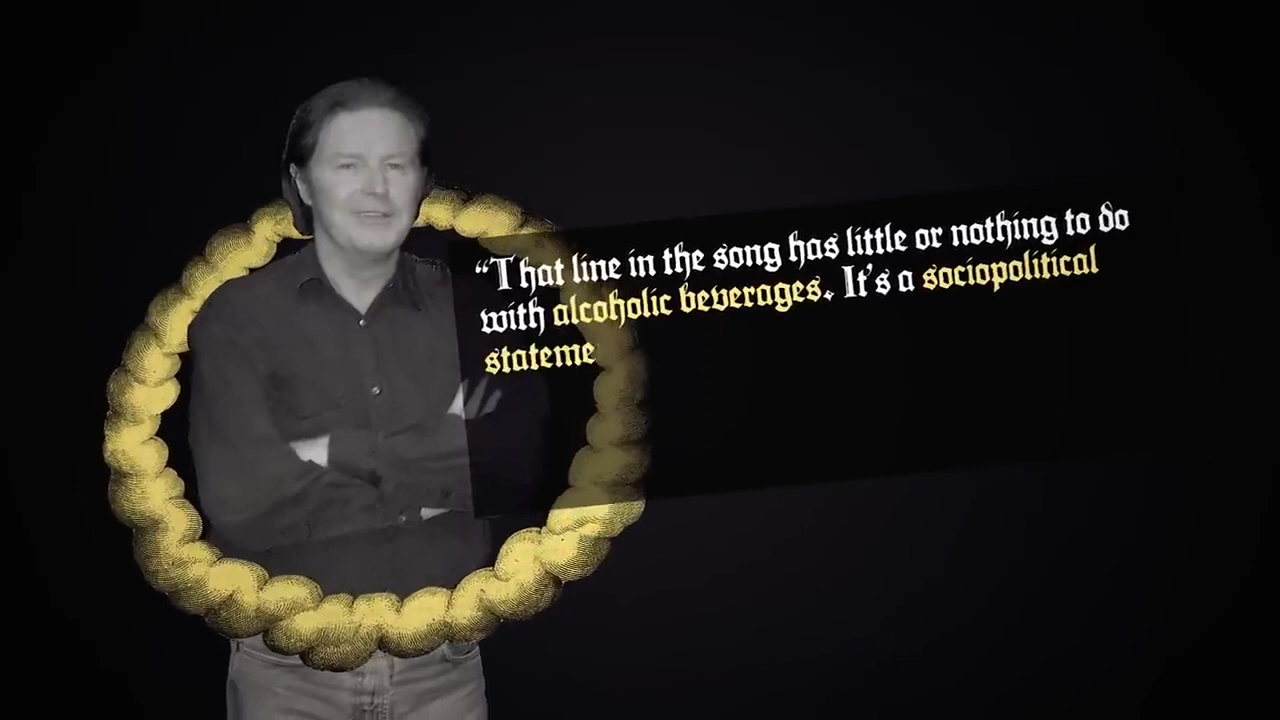 “That line in the song has little or nothing to do
with alcoholic beverages. It's a sociopolitical
stateme